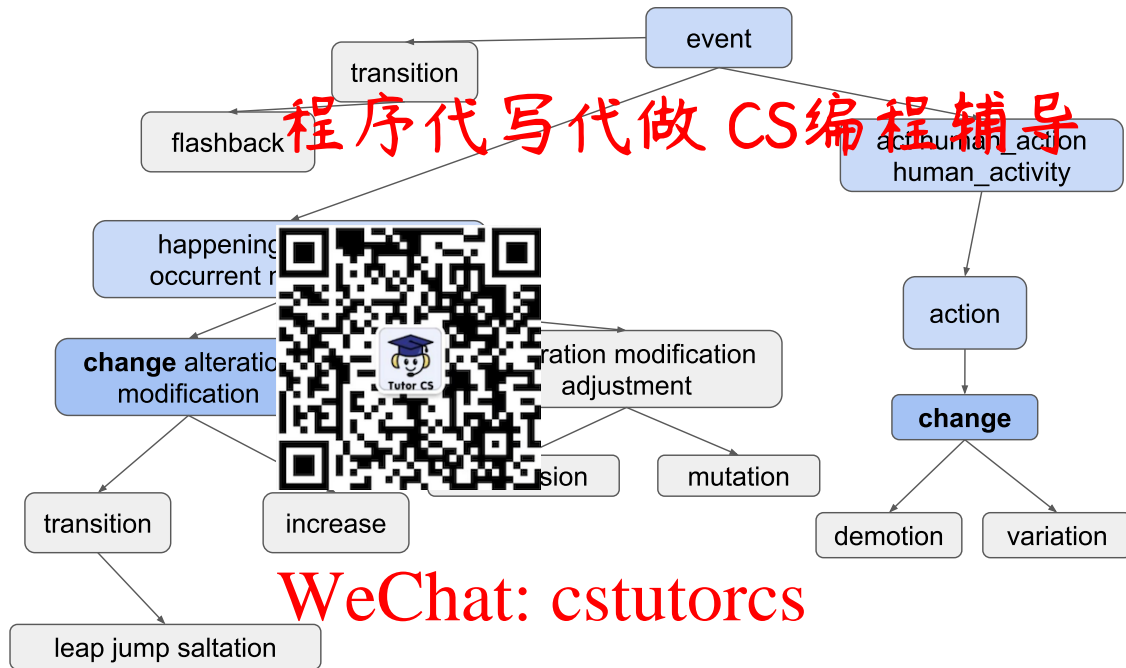 event
transition
程序代写代做 CS编程辅导
flashback
act human_action
human_activity
happening
occurrent
action
change alteration
modification
ration modification
adjustment
change
Tutor CS
sion
mutation
transition
increase
demotion
variation
WeChat: cstutorcs
leap jump saltation